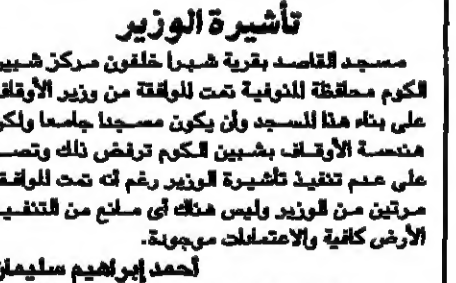 تأشيرة الوزير
مسجد القاصد بقرية شبرا خلفون مركز شبين
الكوم محافظة المنوفية تمت الموافقة من وزير الأوقاف
على بناء هذا المسجد وأن يكون مسجدا جامعا ولكن
هندسة الأوقاف بشبين الكوم ترفض ذلك وتصر
على عدم تنفيذ تأشيرة الوزير رغم أنه تمت الموافقة
مرتين من الوزير وليس هناك أى مانع من التنفيذ
الأرض كافية والاعتمادات موجودة.
أحمد إبراهيم سليمان